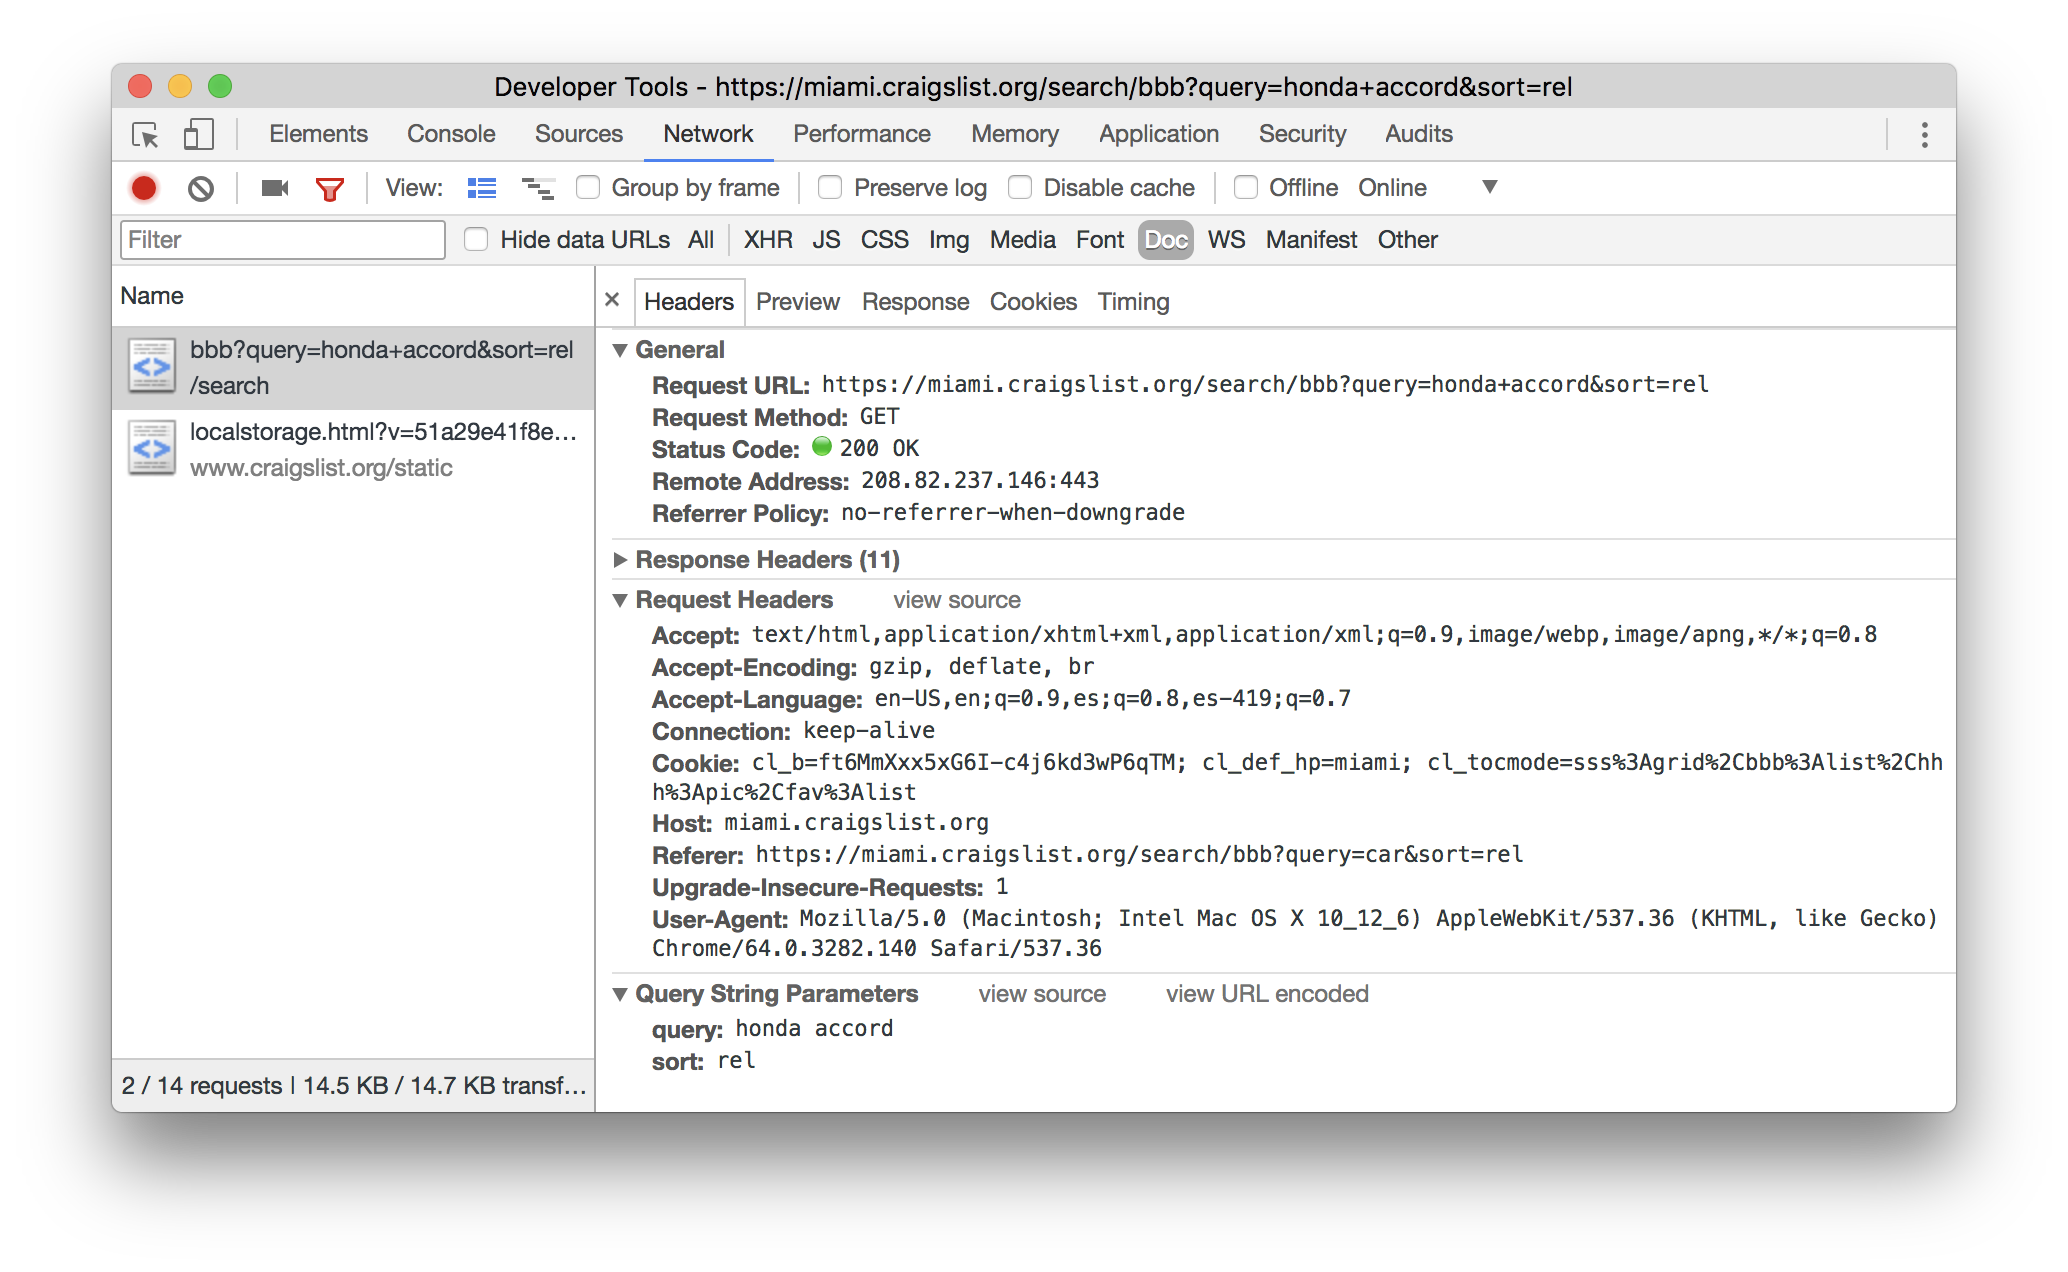 Developer Tools - https://miami.craigslist.org/search/bbb?query=honda+accord&sort=rel
Elements Console Sources Network Performance Memory Application Security Audits
View: Group by frame Preserve log Disable cache Offline Online
Filter Hide data URLs All XHR JS CSS Img Media Font Doc WS Manifest Other
Name
bbb?query=honda+accord&sort=rel
/search
localstorage.html?v=51a29e41f8e...
www.craigslist.org/static
2 / 14 requests | 14.5 KB / 14.7 KB transf...
× Headers Preview Response Cookies Timing
General
Request URL: https://miami.craigslist.org/search/bbb?query=honda+accord&sort=rel
Request Method: GET
Status Code: 200 OK
Remote Address: 208.82.237.146:443
Referrer Policy: no-referrer-when-downgrade
Response Headers (11)
Request Headers view source
Accept: text/html,application/xhtml+xml,application/xml;q=0.9,image/webp,image/apng,*/*;q=0.8
Accept-Encoding: gzip, deflate, br
Accept-Language: en-US,en;q=0.9,es;q=0.8,es-419;q=0.7
Connection: keep-alive
Cookie: cl_b=ft6MmXxx5xG6I-c4j6kd3wP6qTM; cl_def_hp=miami; cl_tocmode=sss%3Agrid%2Cbbb%3Alist%2Chh
h%3Apic%2Cfav%3Alist
Host: miami.craigslist.org
Referer: https://miami.craigslist.org/search/bbb?query=car&sort=rel
Upgrade-Insecure-Requests: 1
User-Agent: Mozilla/5.0 (Macintosh; Intel Mac OS X 10_12_6) AppleWebKit/537.36 (KHTML, like Gecko)
Chrome/64.0.3282.140 Safari/537.36
Query String Parameters view source view URL encoded
query: honda accord
sort: rel